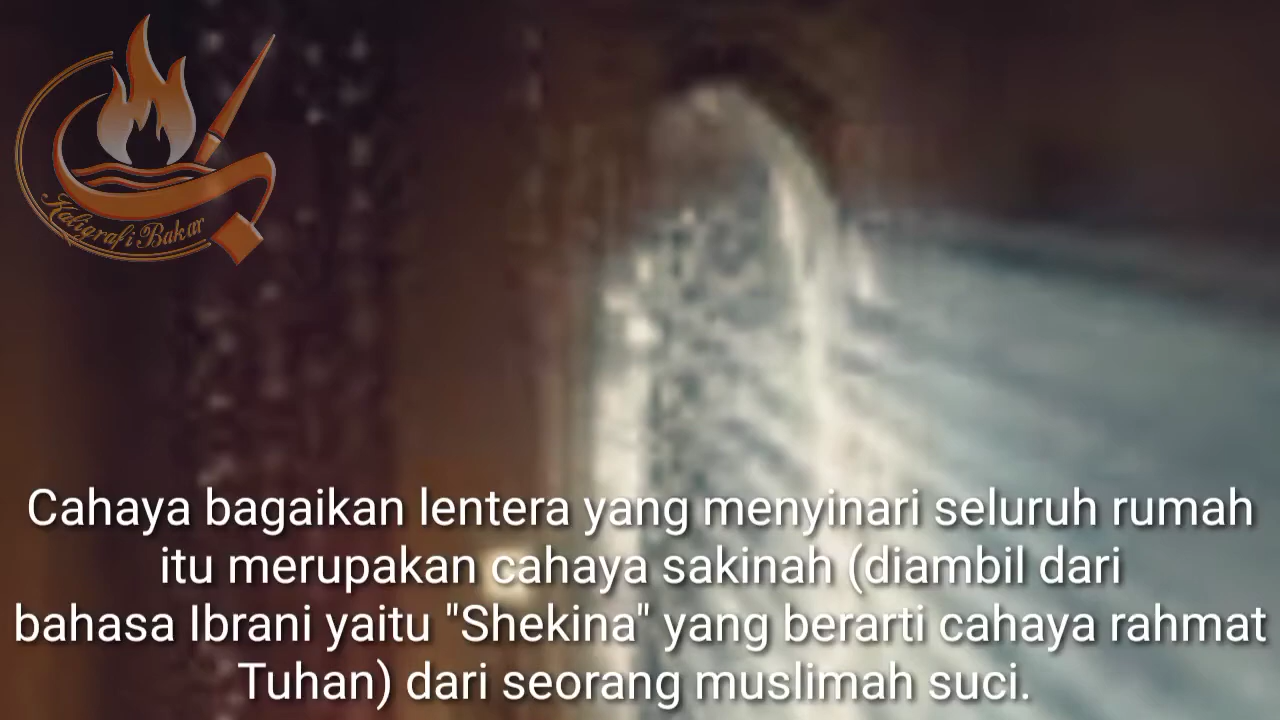 Kaligrafi Bakar
Cahaya bagaikan lentera yang menyinari seluruh rumah
itu merupakan cahaya sakinah (diambil dari
bahasa Ibrani yaitu "Shekina" yang berarti cahaya rahmat
Tuhan) dari seorang muslimah suci.